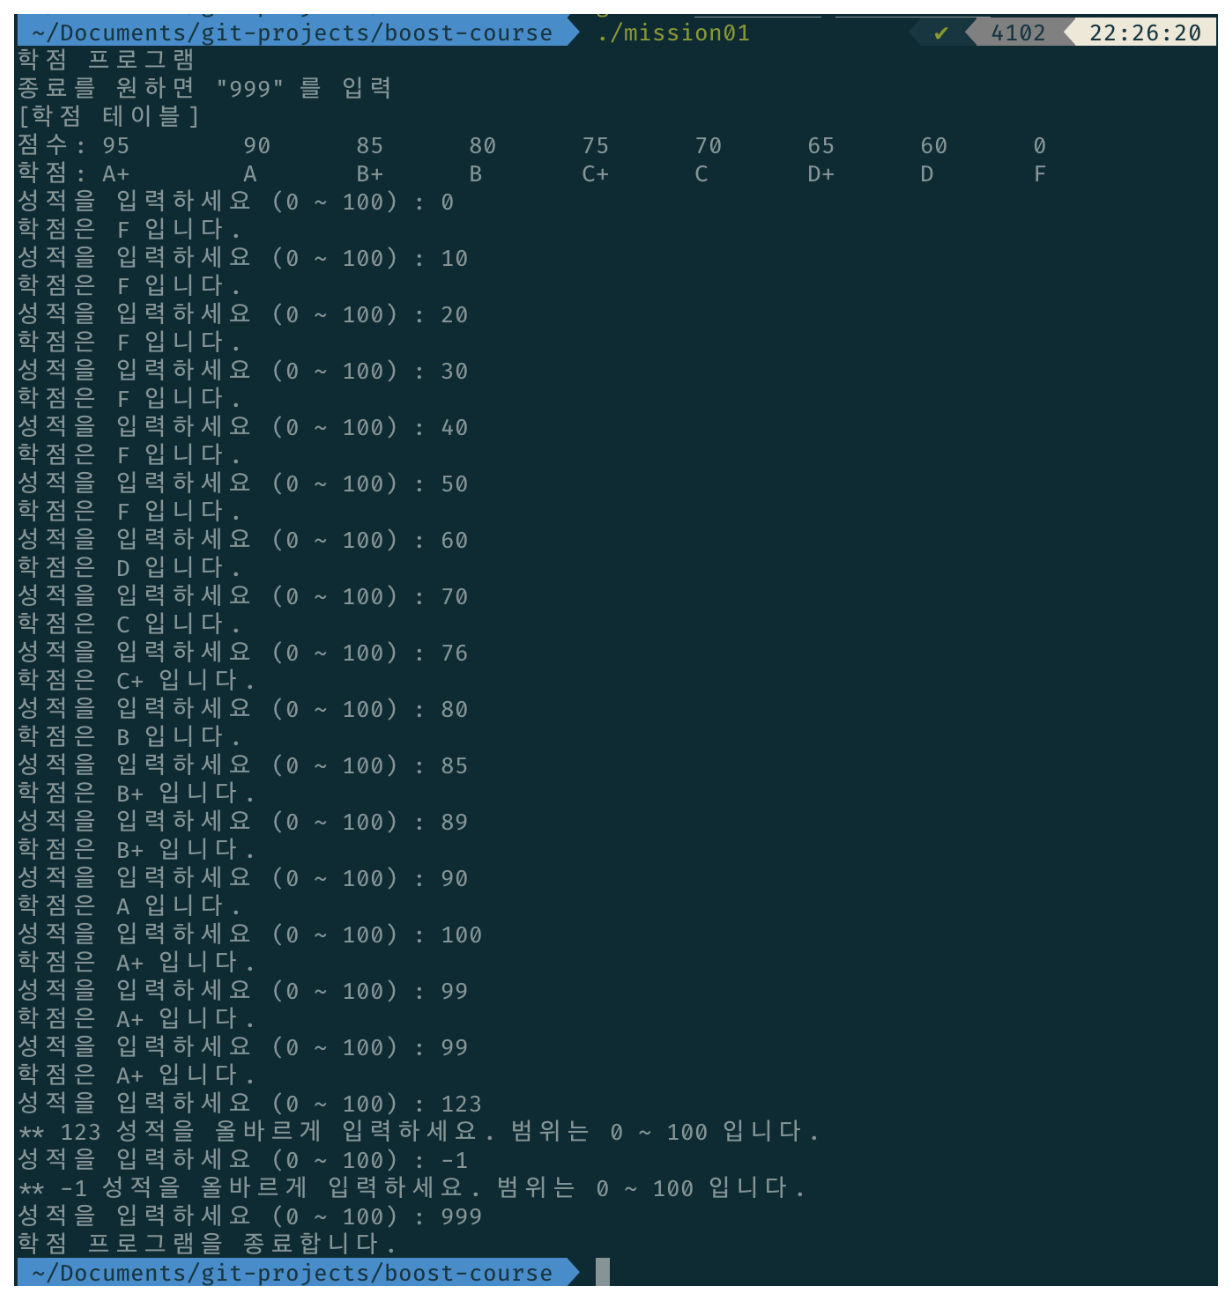 ~/Documents/git-projects/boost-course ./mission01 ✔ 4102 22:26:20
학점 프로그램
종료를 원하면 "999" 를 입력
[학점 테이블]
점수: 95 90 85 80 75 70 65 60 0
학점: A+ A B+ B C+ C D+ D F
성적을 입력하세요 (0 ~ 100) : 0
학점은 F 입니다.
성적을 입력하세요 (0 ~ 100) : 10
학점은 F 입니다.
성적을 입력하세요 (0 ~ 100) : 20
학점은 F 입니다.
성적을 입력하세요 (0 ~ 100) : 30
학점은 F 입니다.
성적을 입력하세요 (0 ~ 100) : 40
학점은 F 입니다.
성적을 입력하세요 (0 ~ 100) : 50
학점은 F 입니다.
성적을 입력하세요 (0 ~ 100) : 60
학점은 D 입니다.
성적을 입력하세요 (0 ~ 100) : 70
학점은 C 입니다.
성적을 입력하세요 (0 ~ 100) : 76
학점은 C+ 입니다.
성적을 입력하세요 (0 ~ 100) : 80
학점은 B 입니다.
성적을 입력하세요 (0 ~ 100) : 85
학점은 B+ 입니다.
성적을 입력하세요 (0 ~ 100) : 89
학점은 B+ 입니다.
성적을 입력하세요 (0 ~ 100) : 90
학점은 A 입니다.
성적을 입력하세요 (0 ~ 100) : 100
학점은 A+ 입니다.
성적을 입력하세요 (0 ~ 100) : 99
학점은 A+ 입니다.
성적을 입력하세요 (0 ~ 100) : 99
학점은 A+ 입니다.
성적을 입력하세요 (0 ~ 100) : 123
** 123 성적을 올바르게 입력하세요. 범위는 0 ~ 100 입니다.
성적을 입력하세요 (0 ~ 100) : -1
** -1 성적을 올바르게 입력하세요. 범위는 0 ~ 100 입니다.
성적을 입력하세요 (0 ~ 100) : 999
학점 프로그램을 종료합니다.
~/Documents/git-projects/boost-course